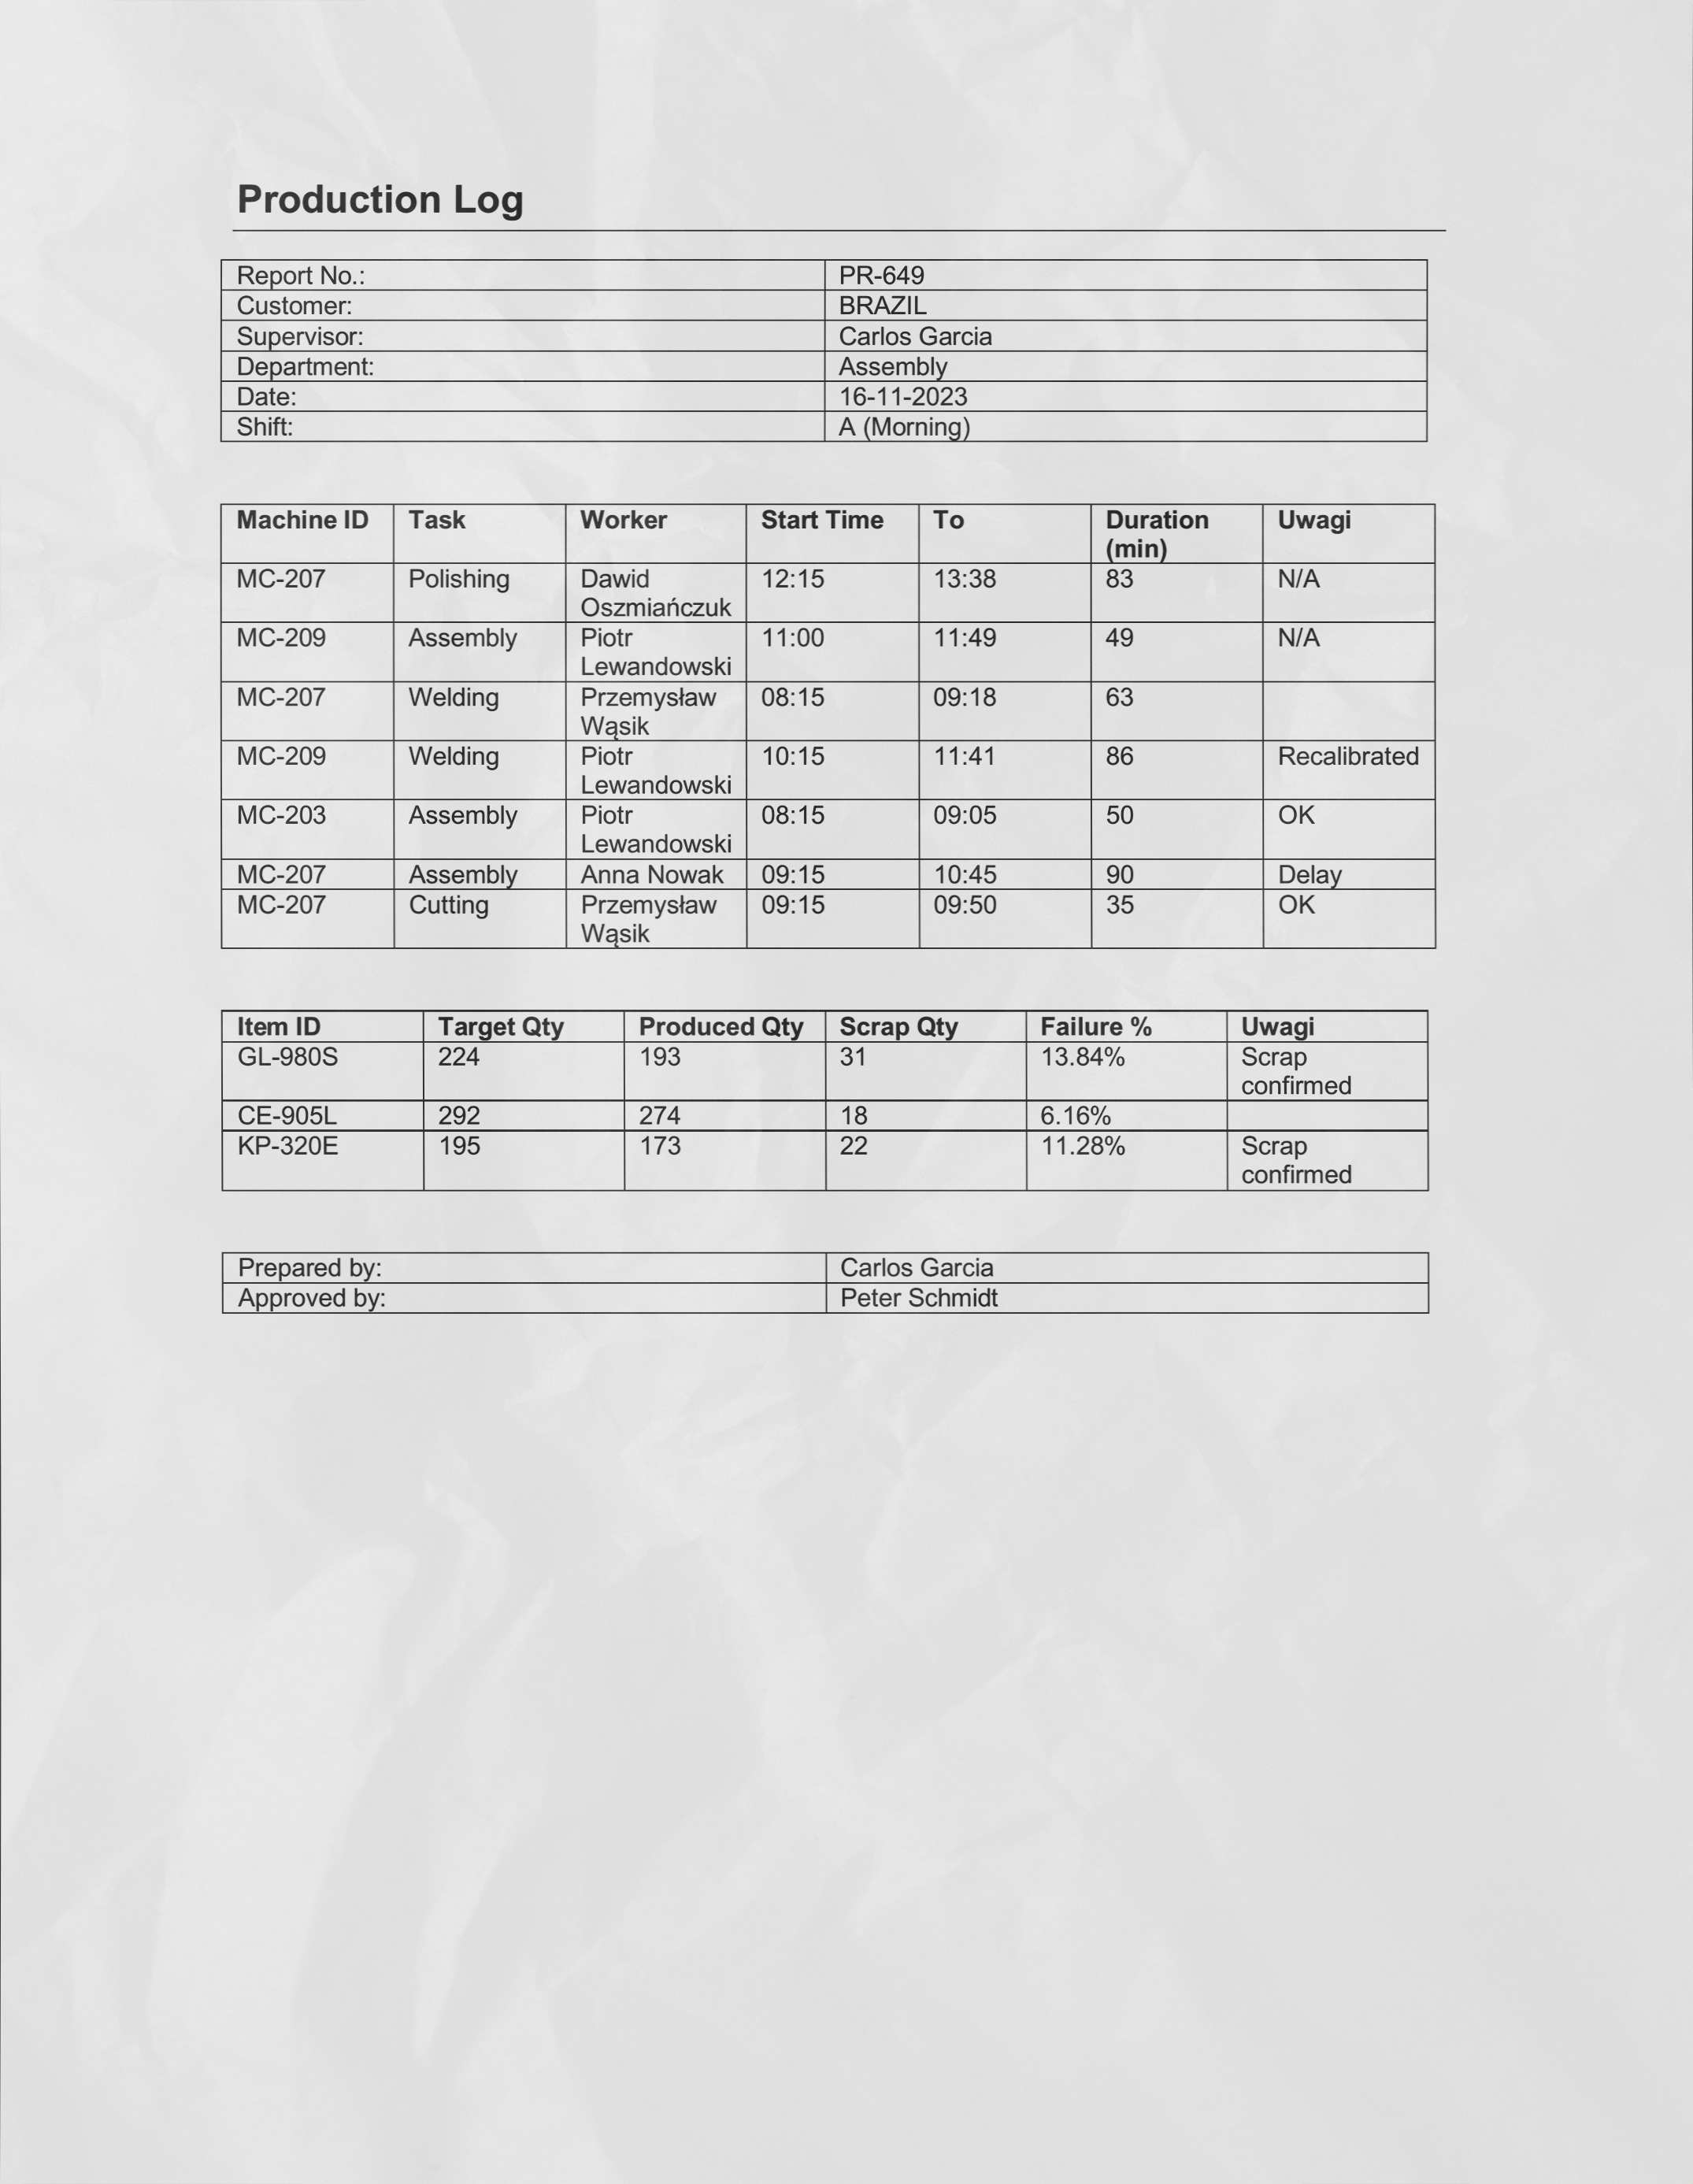 Production Log
Report No.: PR-649
Customer: BRAZIL
Supervisor: Carlos Garcia
Department: Assembly
Date: 16-11-2023
Shift: A (Morning)
Machine ID Task Worker Start Time To Duration (min) Uwagi
MC-207 Polishing Dawid Oszmiańczuk 12:15 13:38 83 N/A
MC-209 Assembly Piotr Lewandowski 11:00 11:49 49 N/A
MC-207 Welding Przemysław Wąsik 08:15 09:18 63
MC-209 Welding Piotr Lewandowski 10:15 11:41 86 Recalibrated
MC-203 Assembly Piotr Lewandowski 08:15 09:05 50 OK
MC-207 Assembly Anna Nowak 09:15 10:45 90 Delay
MC-207 Cutting Przemysław Wąsik 09:15 09:50 35 OK
Item ID Target Qty Produced Qty Scrap Qty Failure % Uwagi
GL-980S 224 193 31 13.84% Scrap confirmed
CE-905L 292 274 18 6.16%
KP-320E 195 173 22 11.28% Scrap confirmed
Prepared by: Carlos Garcia
Approved by: Peter Schmidt